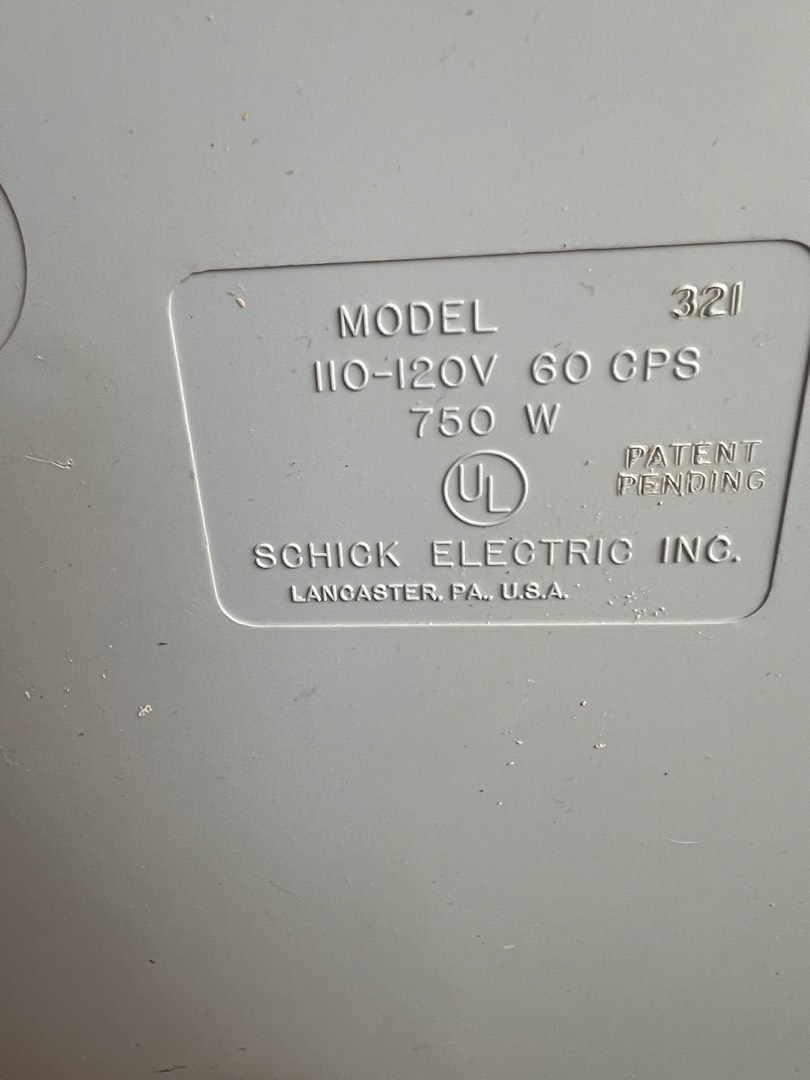 MODEL 321
110-120V 60 CPS
750 W
UL
PATENT
PENDING
SCHICK ELECTRIC INC.
LANCASTER, PA., U.S.A.